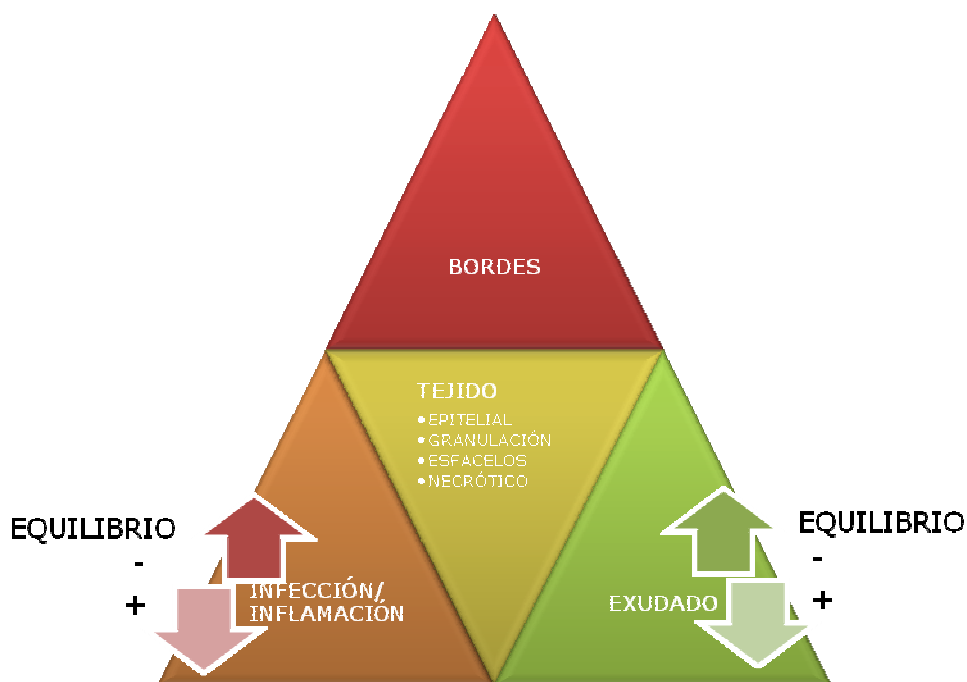 BORDES
TEJIDO
•EPITELIAL
•GRANULACIÓN
•ESFACELOS
•NECRÓTICO
EQUILIBRIO
-
+
INFECCIÓN/
INFLAMACIÓN
EXUDADO
EQUILIBRIO
-
+